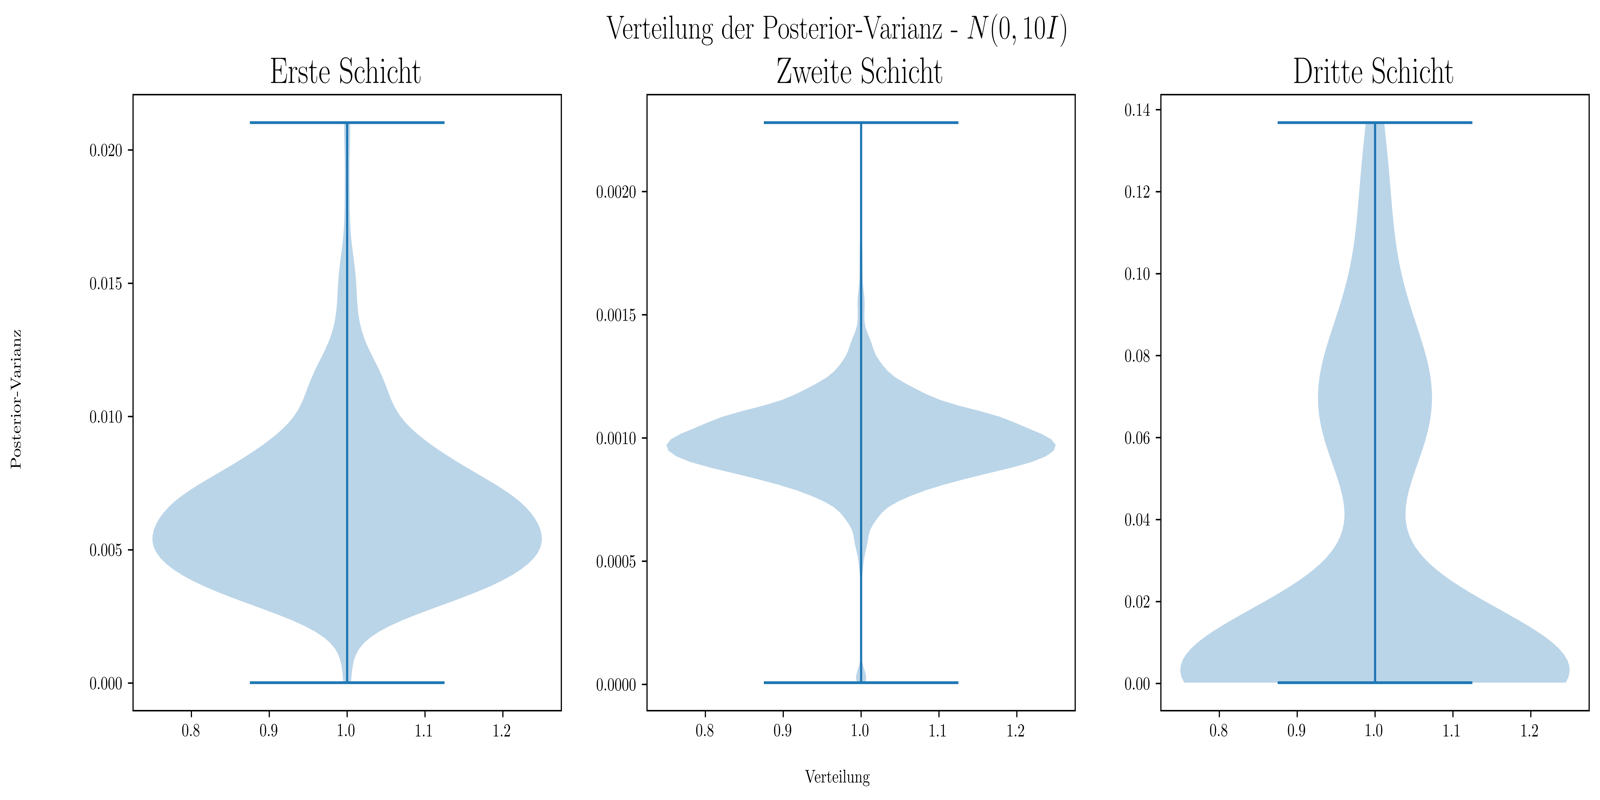 Verteilung der Posterior-Varianz - N(0, 10I)
Erste Schicht
Zweite Schicht
Dritte Schicht
Posterior-Varianz
0.020
0.015
0.010
0.005
0.000
0.8 0.9 1.0 1.1 1.2
0.0020
0.0015
0.0010
0.0005
0.0000
0.8 0.9 1.0 1.1 1.2
0.14
0.12
0.10
0.08
0.06
0.04
0.02
0.00
0.8 0.9 1.0 1.1 1.2
Verteilung